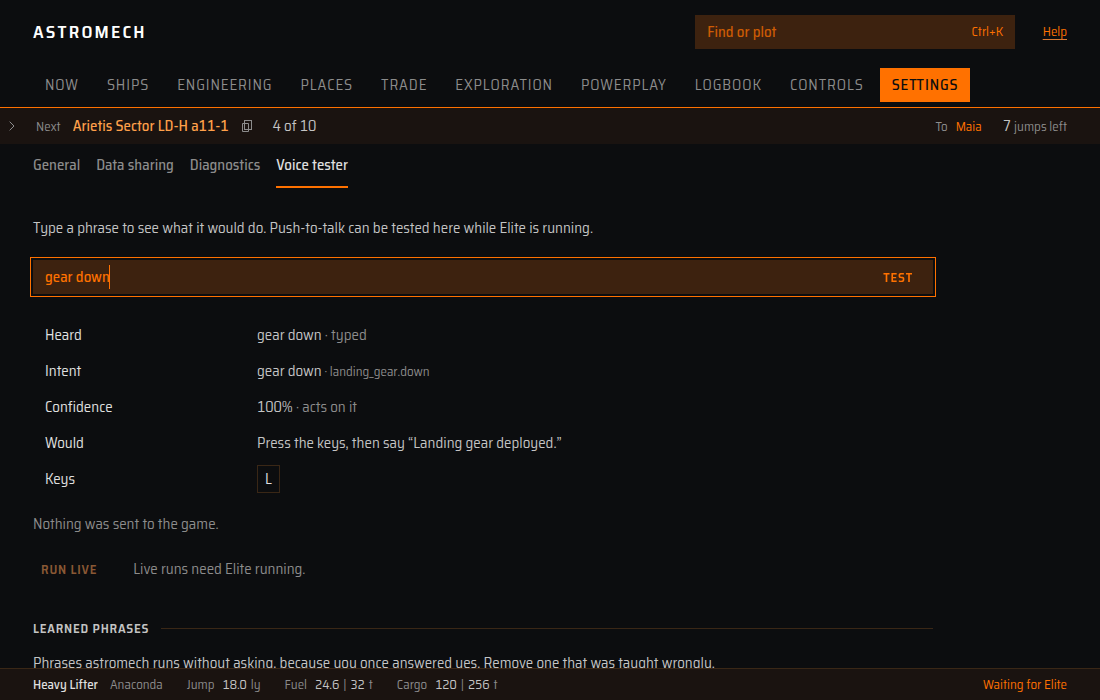 ASTROMECH
Find or plot Ctrl+K Help
NOW SHIPS ENGINEERING PLACES TRADE EXPLORATION POWERPLAY LOGBOOK CONTROLS SETTINGS
Next Arietis Sector LD-H a11-1 4 of 10 To Maia 7 jumps left
General Data sharing Diagnostics Voice tester
Type a phrase to see what it would do. Push-to-talk can be tested here while Elite is running.
gear down TEST
Heard gear down · typed
Intent gear down · landing_gear.down
Confidence 100% · acts on it
Would Press the keys, then say “Landing gear deployed.”
Keys L
Nothing was sent to the game.
RUN LIVE Live runs need Elite running.
LEARNED PHRASES
Phrases astromech runs without asking, because you once answered yes. Remove one that was taught wrongly.
Heavy Lifter Anaconda Jump 18.0 ly Fuel 24.6 | 32 t Cargo 120 | 256 t Waiting for Elite